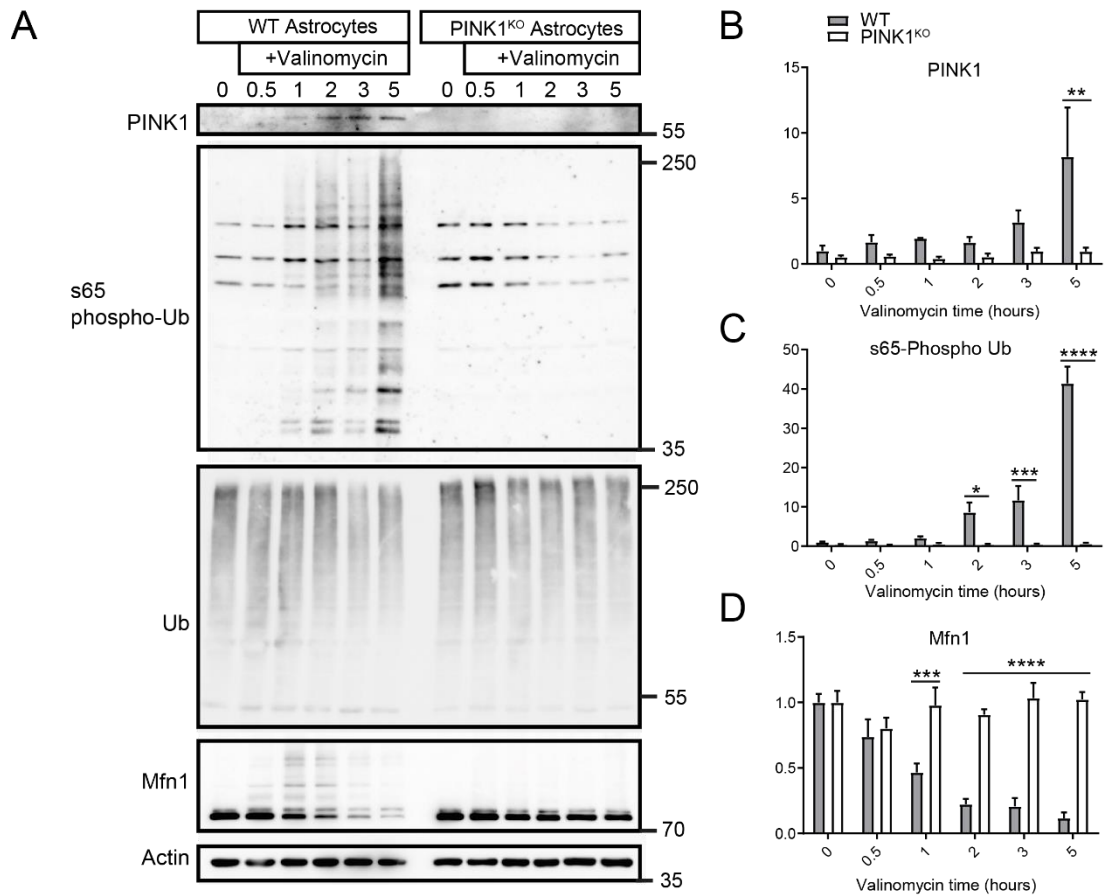 A
WT Astrocytes
PINK1KO Astrocytes
+Valinomycin
+Valinomycin
0 0.5 1 2 3 5
0 0.5 1 2 3 5
PINK1
55
250
s65
phospho-Ub
35
250
Ub
55
Mfn1
70
Actin
35
B
WT
PINK1KO
PINK1
15
10
5
0
**
0 0.5 1 2 3 5
Valinomycin time (hours)
C
s65-Phospho Ub
50
40
30
20
10
0
* *** ****
0 0.5 1 2 3 5
Valinomycin time (hours)
D
Mfn1
1.5
1.0
0.5
0.0
*** ****
0 0.5 1 2 3 5
Valinomycin time (hours)